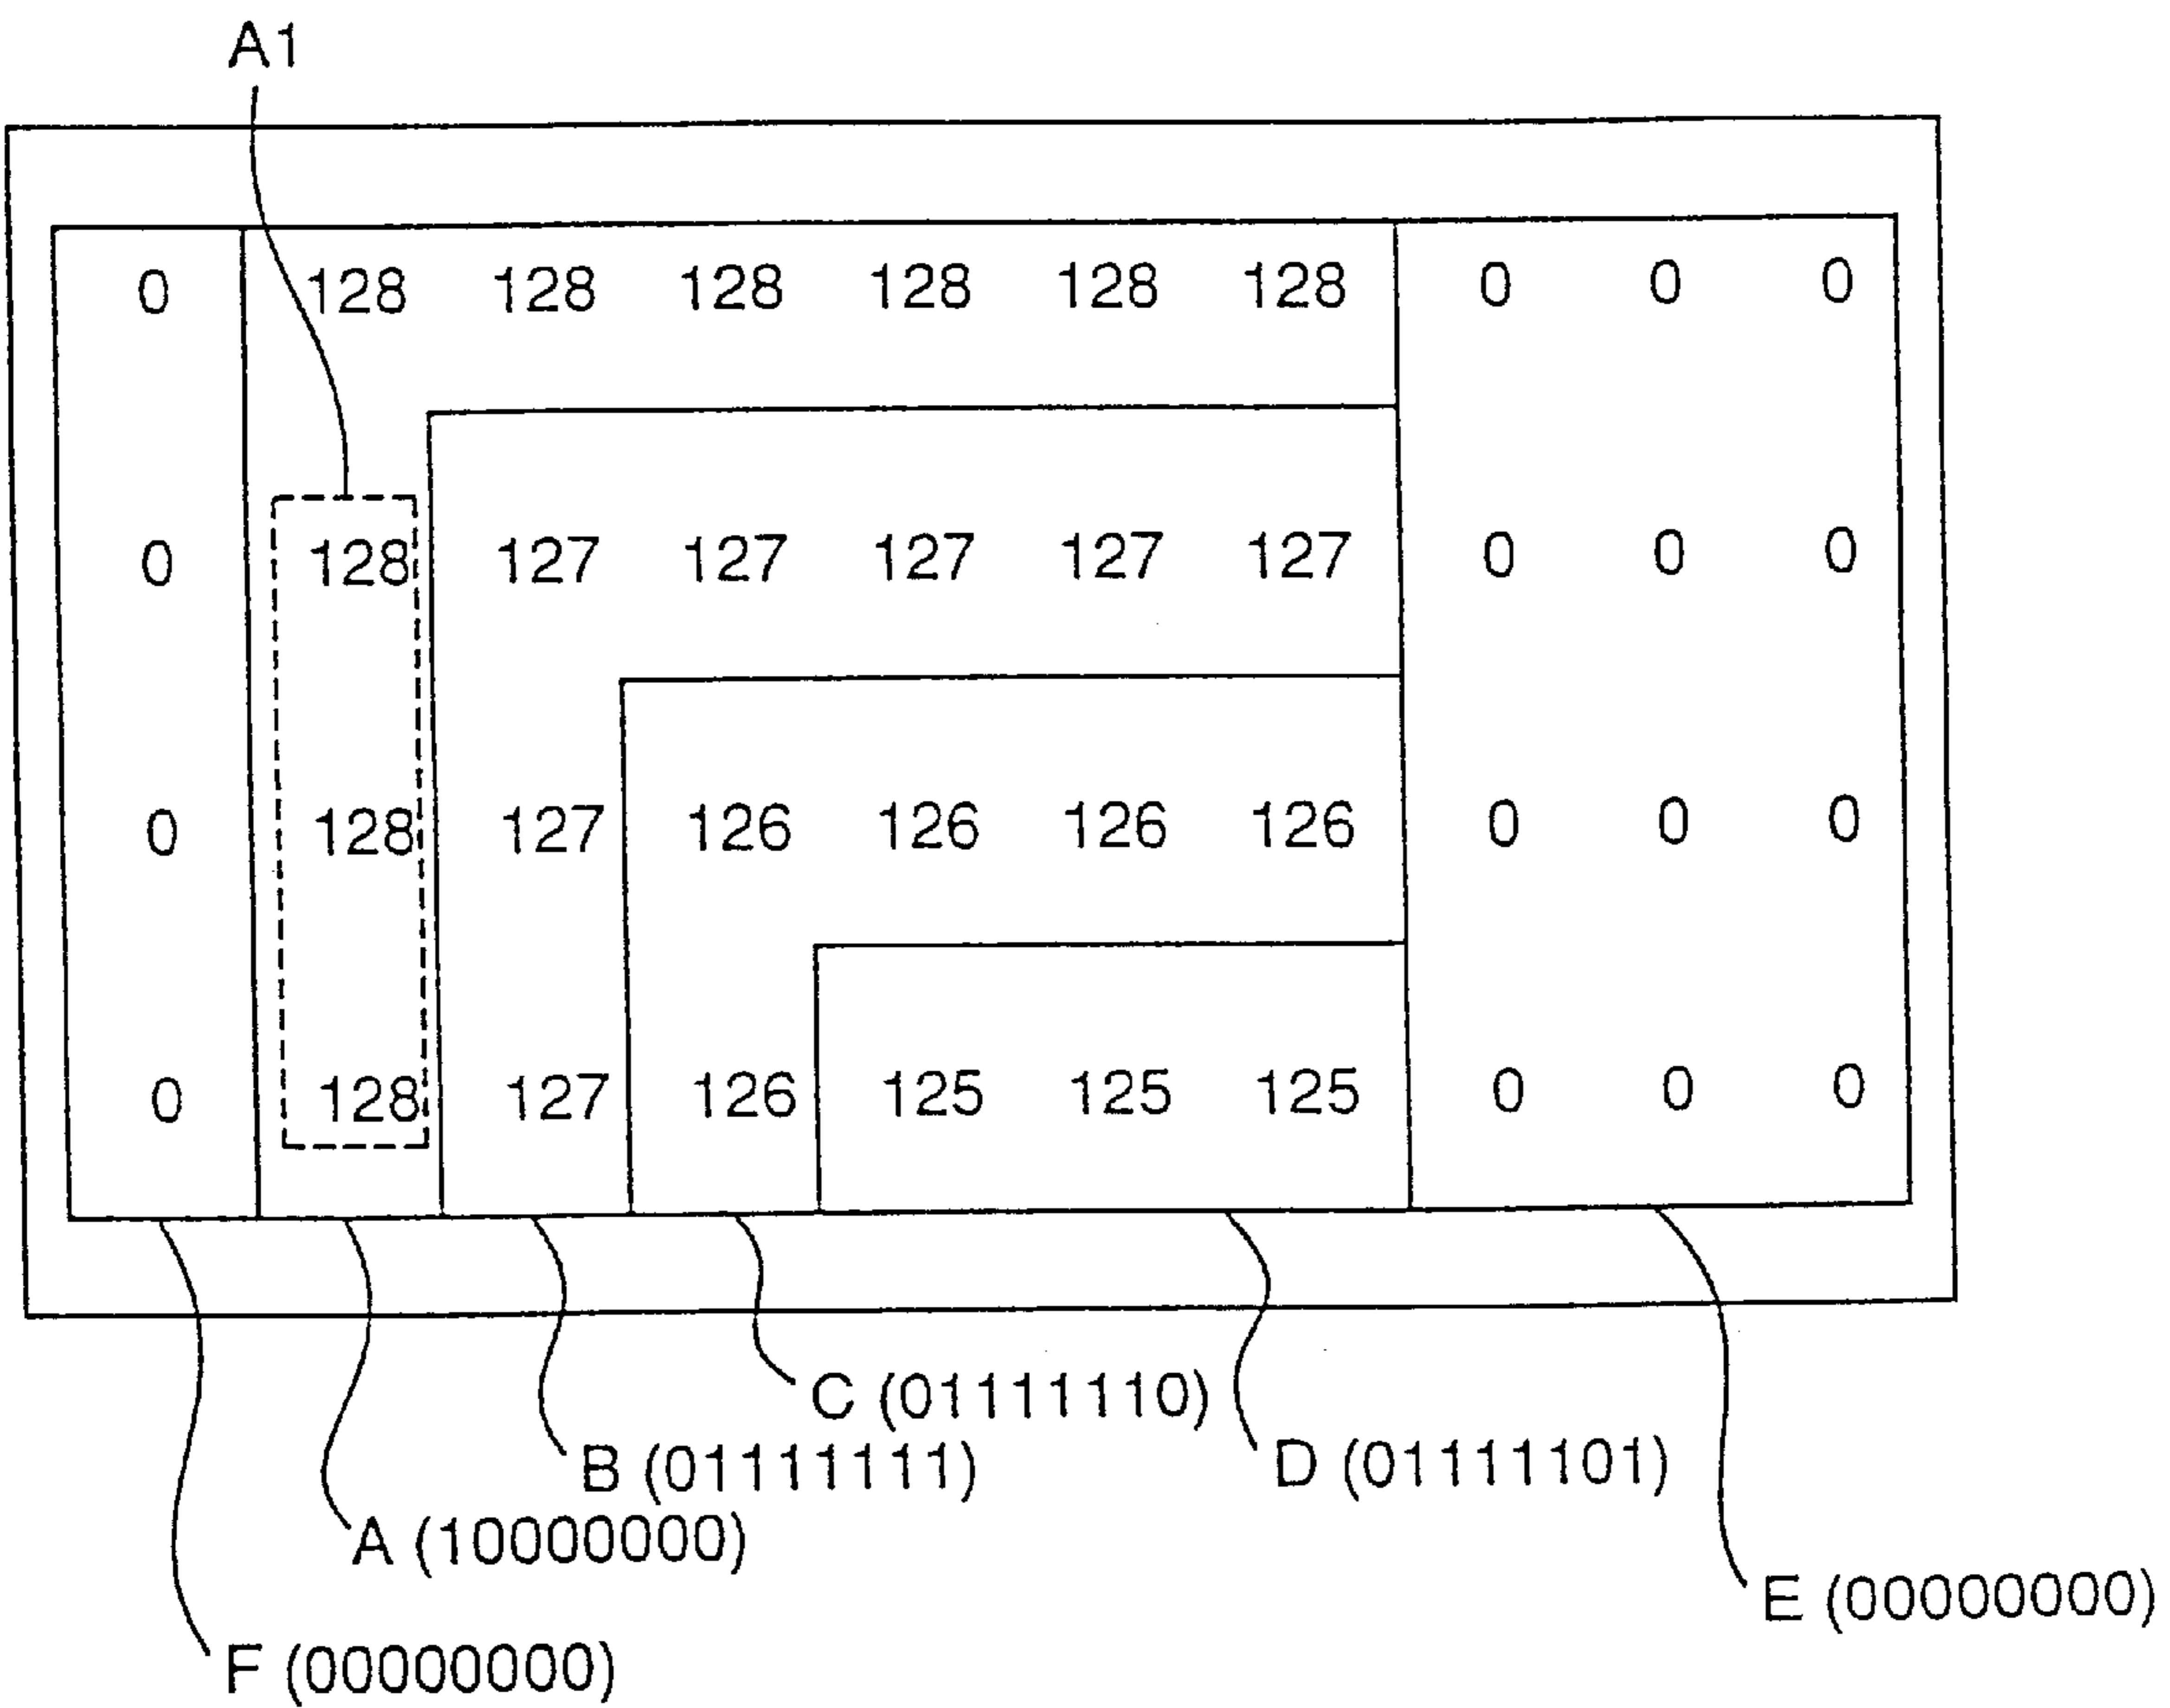 A1
0 128 128 128 128 128 128 0 0 0
0 128 127 127 127 127 127 0 0 0
0 128 127 126 126 126 126 0 0 0
0 128 127 126 125 125 125 0 0 0
C (01111110)
B (01111111)
D (01111101)
A (10000000)
E (00000000)
F (00000000)